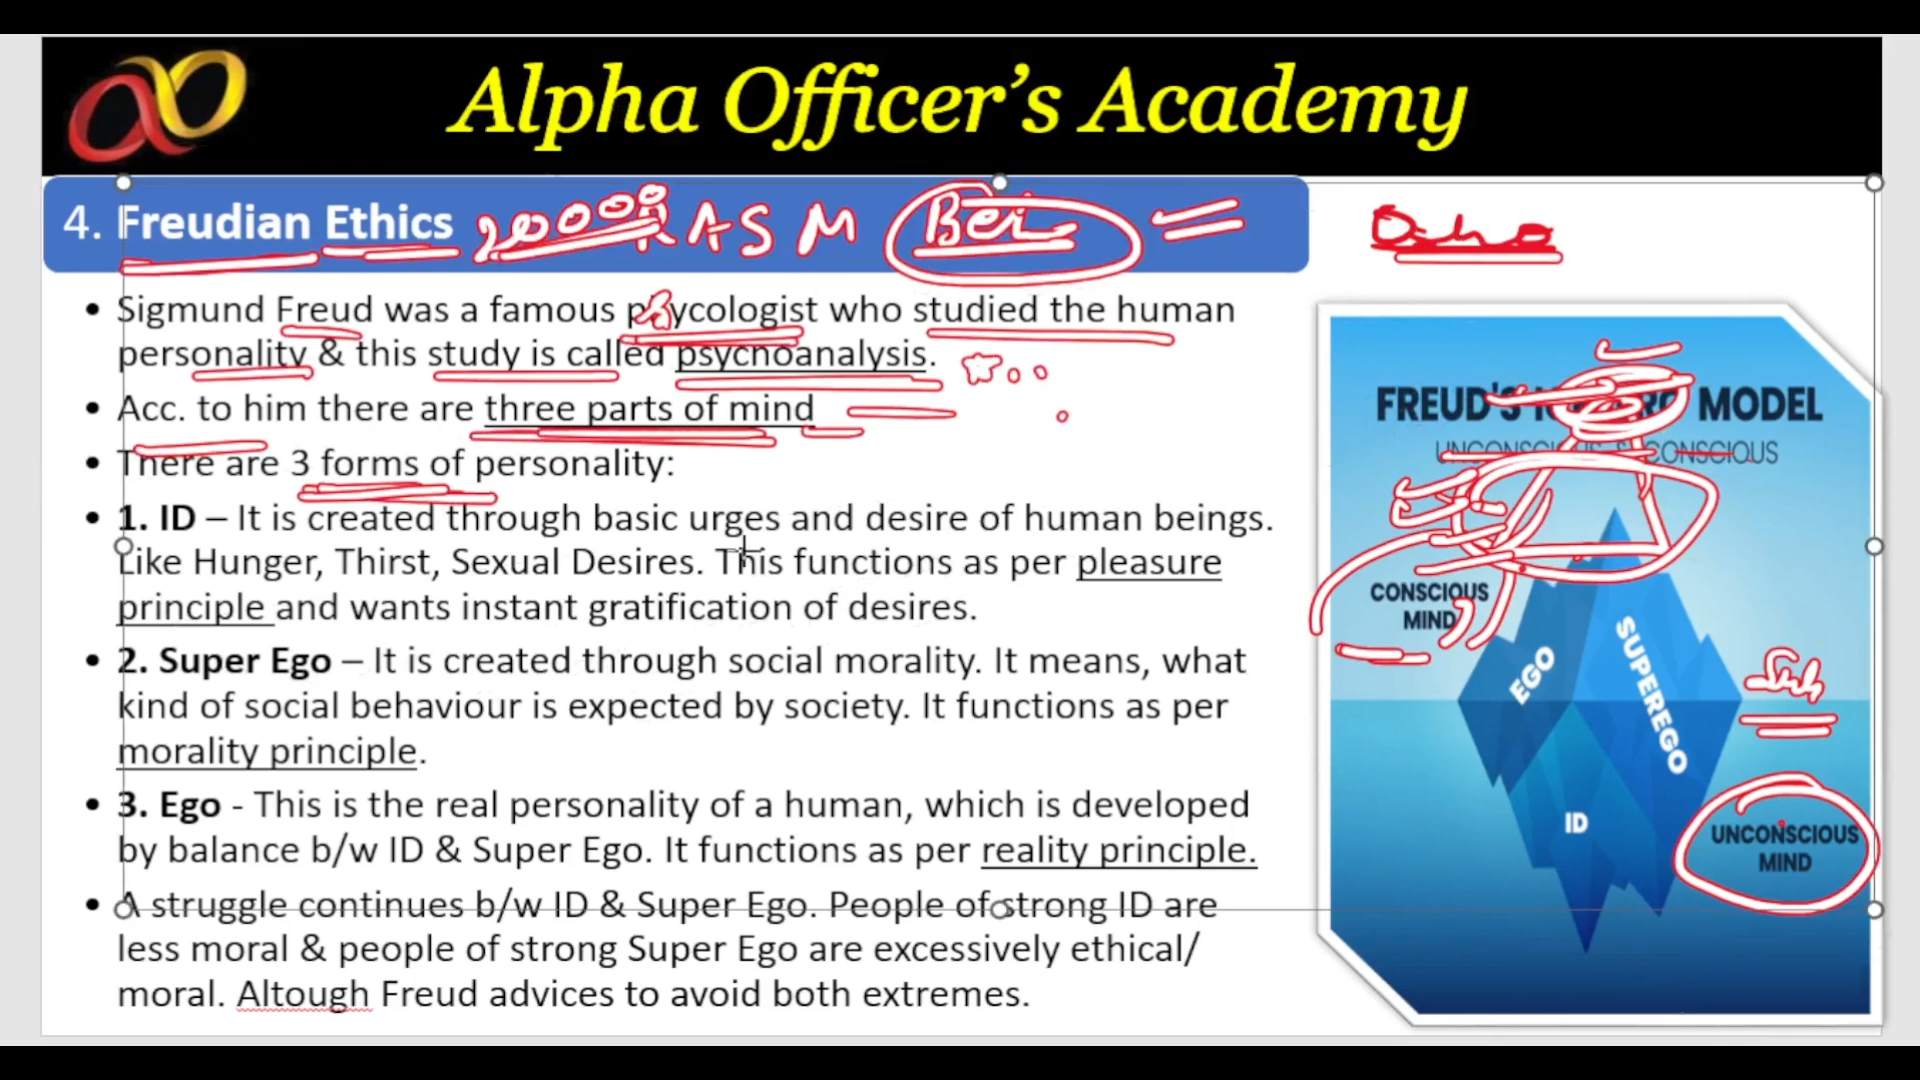 Alpha Officer's Academy
4. Freudian Ethics
A S M
Osho
• Sigmund Freud was a famous psycologist who studied the human
personality & this study is called psychoanalysis.
• Acc. to him there are three parts of mind
• There are 3 forms of personality:
• 1. ID – It is created through basic urges and desire of human beings.
Like Hunger, Thirst, Sexual Desires. This functions as per pleasure
principle and wants instant gratification of desires.
• 2. Super Ego – It is created through social morality. It means, what
kind of social behaviour is expected by society. It functions as per
morality principle.
• 3. Ego - This is the real personality of a human, which is developed
by balance b/w ID & Super Ego. It functions as per reality principle.
• A struggle continues b/w ID & Super Ego. People of strong ID are
less moral & people of strong Super Ego are excessively ethical/
moral. Altough Freud advices to avoid both extremes.
FREUD'S MODEL
UNCONSCIOUS CONSCIOUS
CONSCIOUS
MIND
EGO
SUPEREGO
Sub
ID
UNCONSCIOUS
MIND